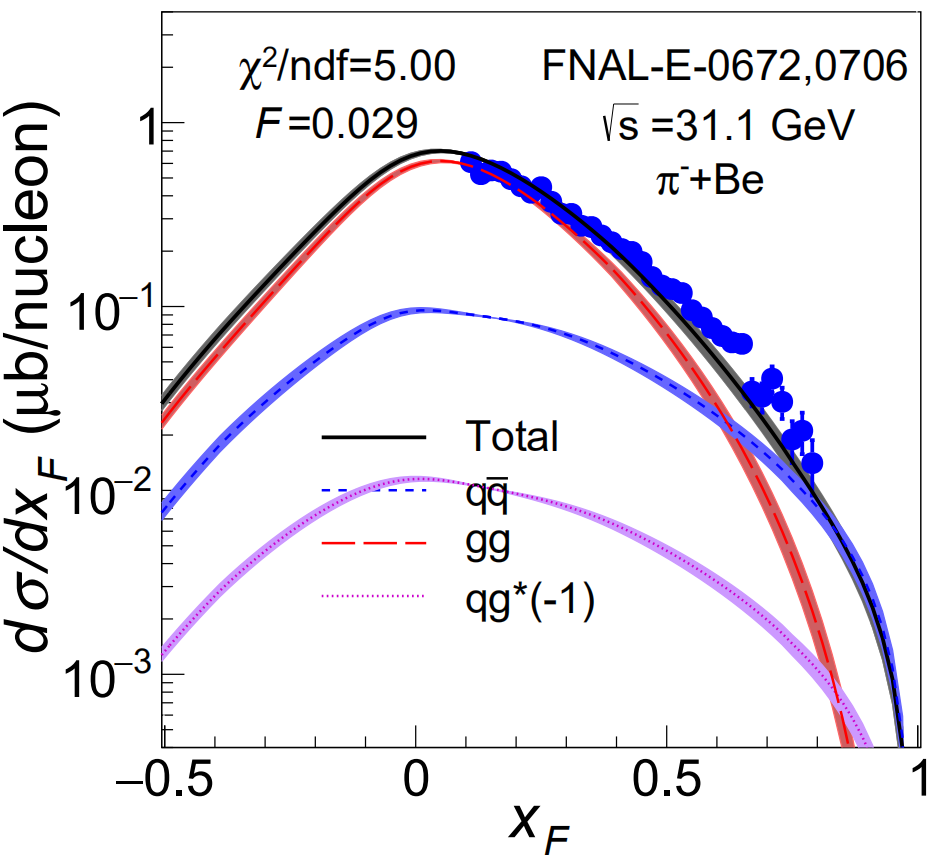 χ²/ndf=5.00
F=0.029
FNAL-E-0672,0706
√s =31.1 GeV
π⁻+Be
dσ/dx_F (μb/nucleon)
1
10⁻¹
10⁻²
10⁻³
Total
qq̄
gg
qg*(-1)
−0.5 0 0.5 1
x_F